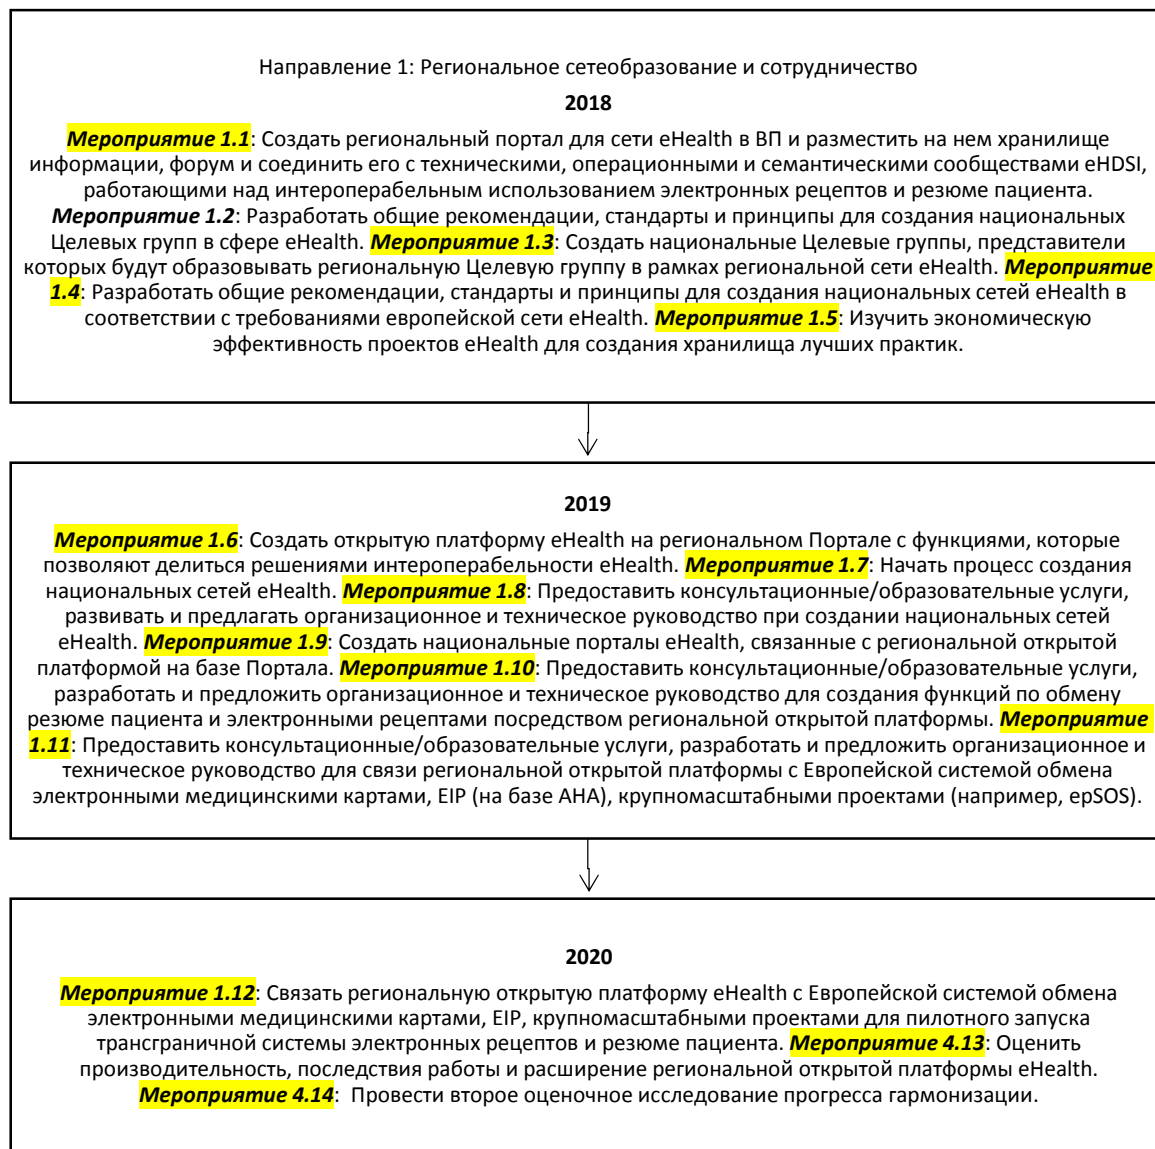 Направление 1: Региональное сетеобразование и сотрудничество
2018
Мероприятие 1.1: Создать региональный портал для сети eHealth в ВП и разместить на нем хранилище
информации, форум и соединить его с техническими, операционными и семантическими сообществами eHDSI,
работающими над интероперабельным использованием электронных рецептов и резюме пациента.
Мероприятие 1.2: Разработать общие рекомендации, стандарты и принципы для создания национальных
Целевых групп в сфере eHealth. Мероприятие 1.3: Создать национальные Целевые группы, представители
которых будут образовывать региональную Целевую группу в рамках региональной сети eHealth. Мероприятие
1.4: Разработать общие рекомендации, стандарты и принципы для создания национальных сетей eHealth в
соответствии с требованиями европейской сети eHealth. Мероприятие 1.5: Изучить экономическую
эффективность проектов eHealth для создания хранилища лучших практик.
2019
Мероприятие 1.6: Создать открытую платформу eHealth на региональном Портале с функциями, которые
позволяют делиться решениями интероперабельности eHealth. Мероприятие 1.7: Начать процесс создания
национальных сетей eHealth. Мероприятие 1.8: Предоставить консультационные/образовательные услуги,
развивать и предлагать организационное и техническое руководство при создании национальных сетей
eHealth. Мероприятие 1.9: Создать национальные порталы eHealth, связанные с региональной открытой
платформой на базе Портала. Мероприятие 1.10: Предоставить консультационные/образовательные услуги,
разработать и предложить организационное и техническое руководство для создания функций по обмену
резюме пациента и электронными рецептами посредством региональной открытой платформы. Мероприятие
1.11: Предоставить консультационные/образовательные услуги, разработать и предложить организационное и
техническое руководство для связи региональной открытой платформы с Европейской системой обмена
электронными медицинскими картами, EIP (на базе AHA), крупномасштабными проектами (например, epSOS).
2020
Мероприятие 1.12: Связать региональную открытую платформу eHealth с Европейской системой обмена
электронными медицинскими картами, EIP, крупномасштабными проектами для пилотного запуска
трансграничной системы электронных рецептов и резюме пациента. Мероприятие 4.13: Оценить
производительность, последствия работы и расширение региональной открытой платформы eHealth.
Мероприятие 4.14: Провести второе оценочное исследование прогресса гармонизации.